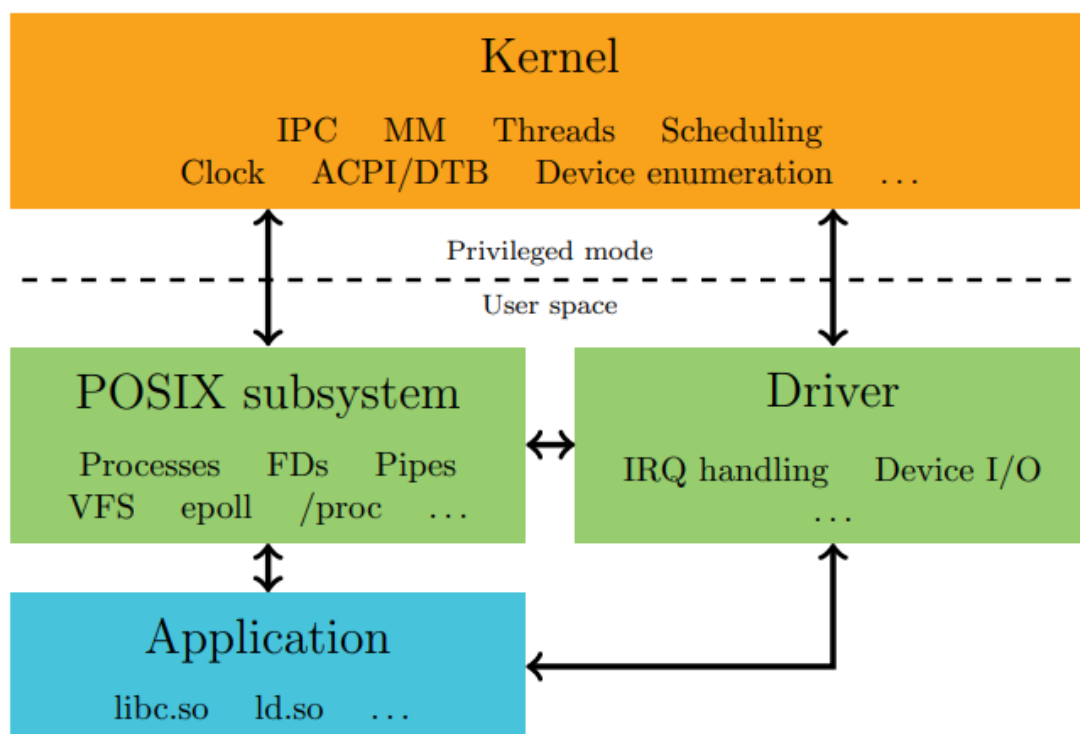 Kernel
IPC MM Threads Scheduling
Clock ACPI/DTB Device enumeration ...
Privileged mode
User space
POSIX subsystem
Processes FDs Pipes
VFS epoll /proc ...
Driver
IRQ handling Device I/O
...
Application
libc.so ld.so ...